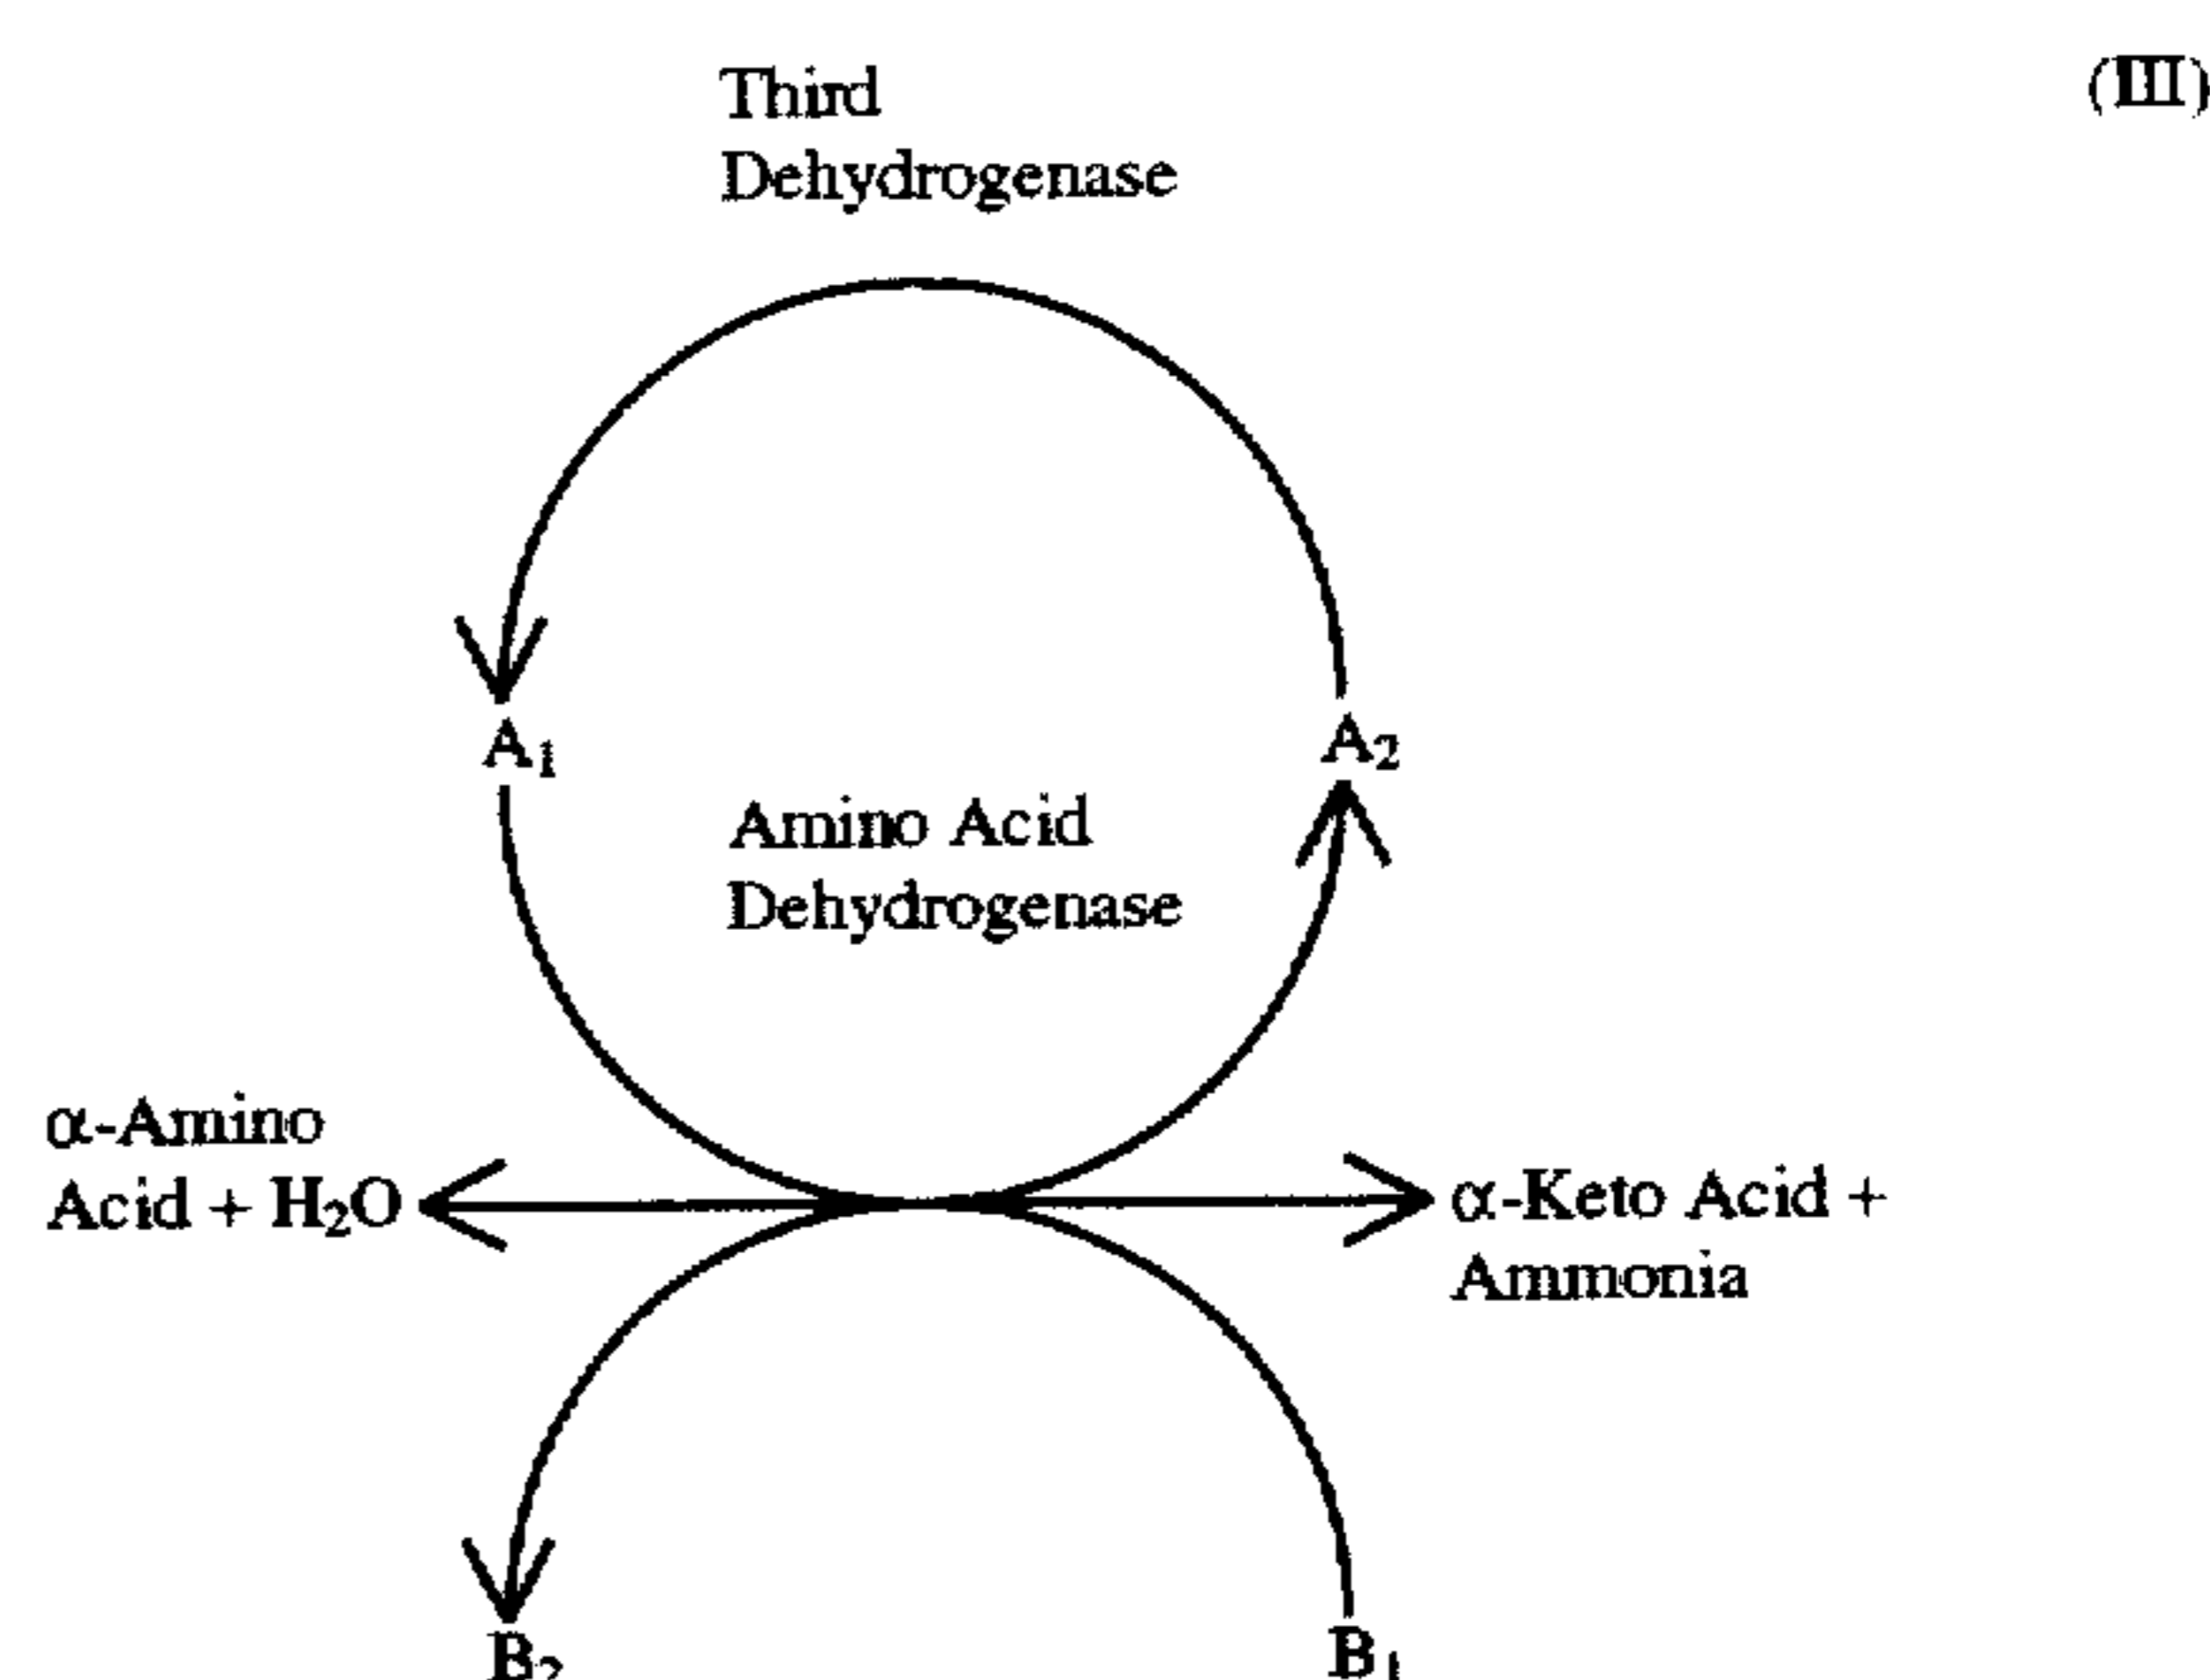 Third
Dehydrogenase
(III)
A₁
A₂
Amino Acid
Dehydrogenase
α-Amino
Acid + H₂O
α-Keto Acid +
Ammonia
B₂
B₁